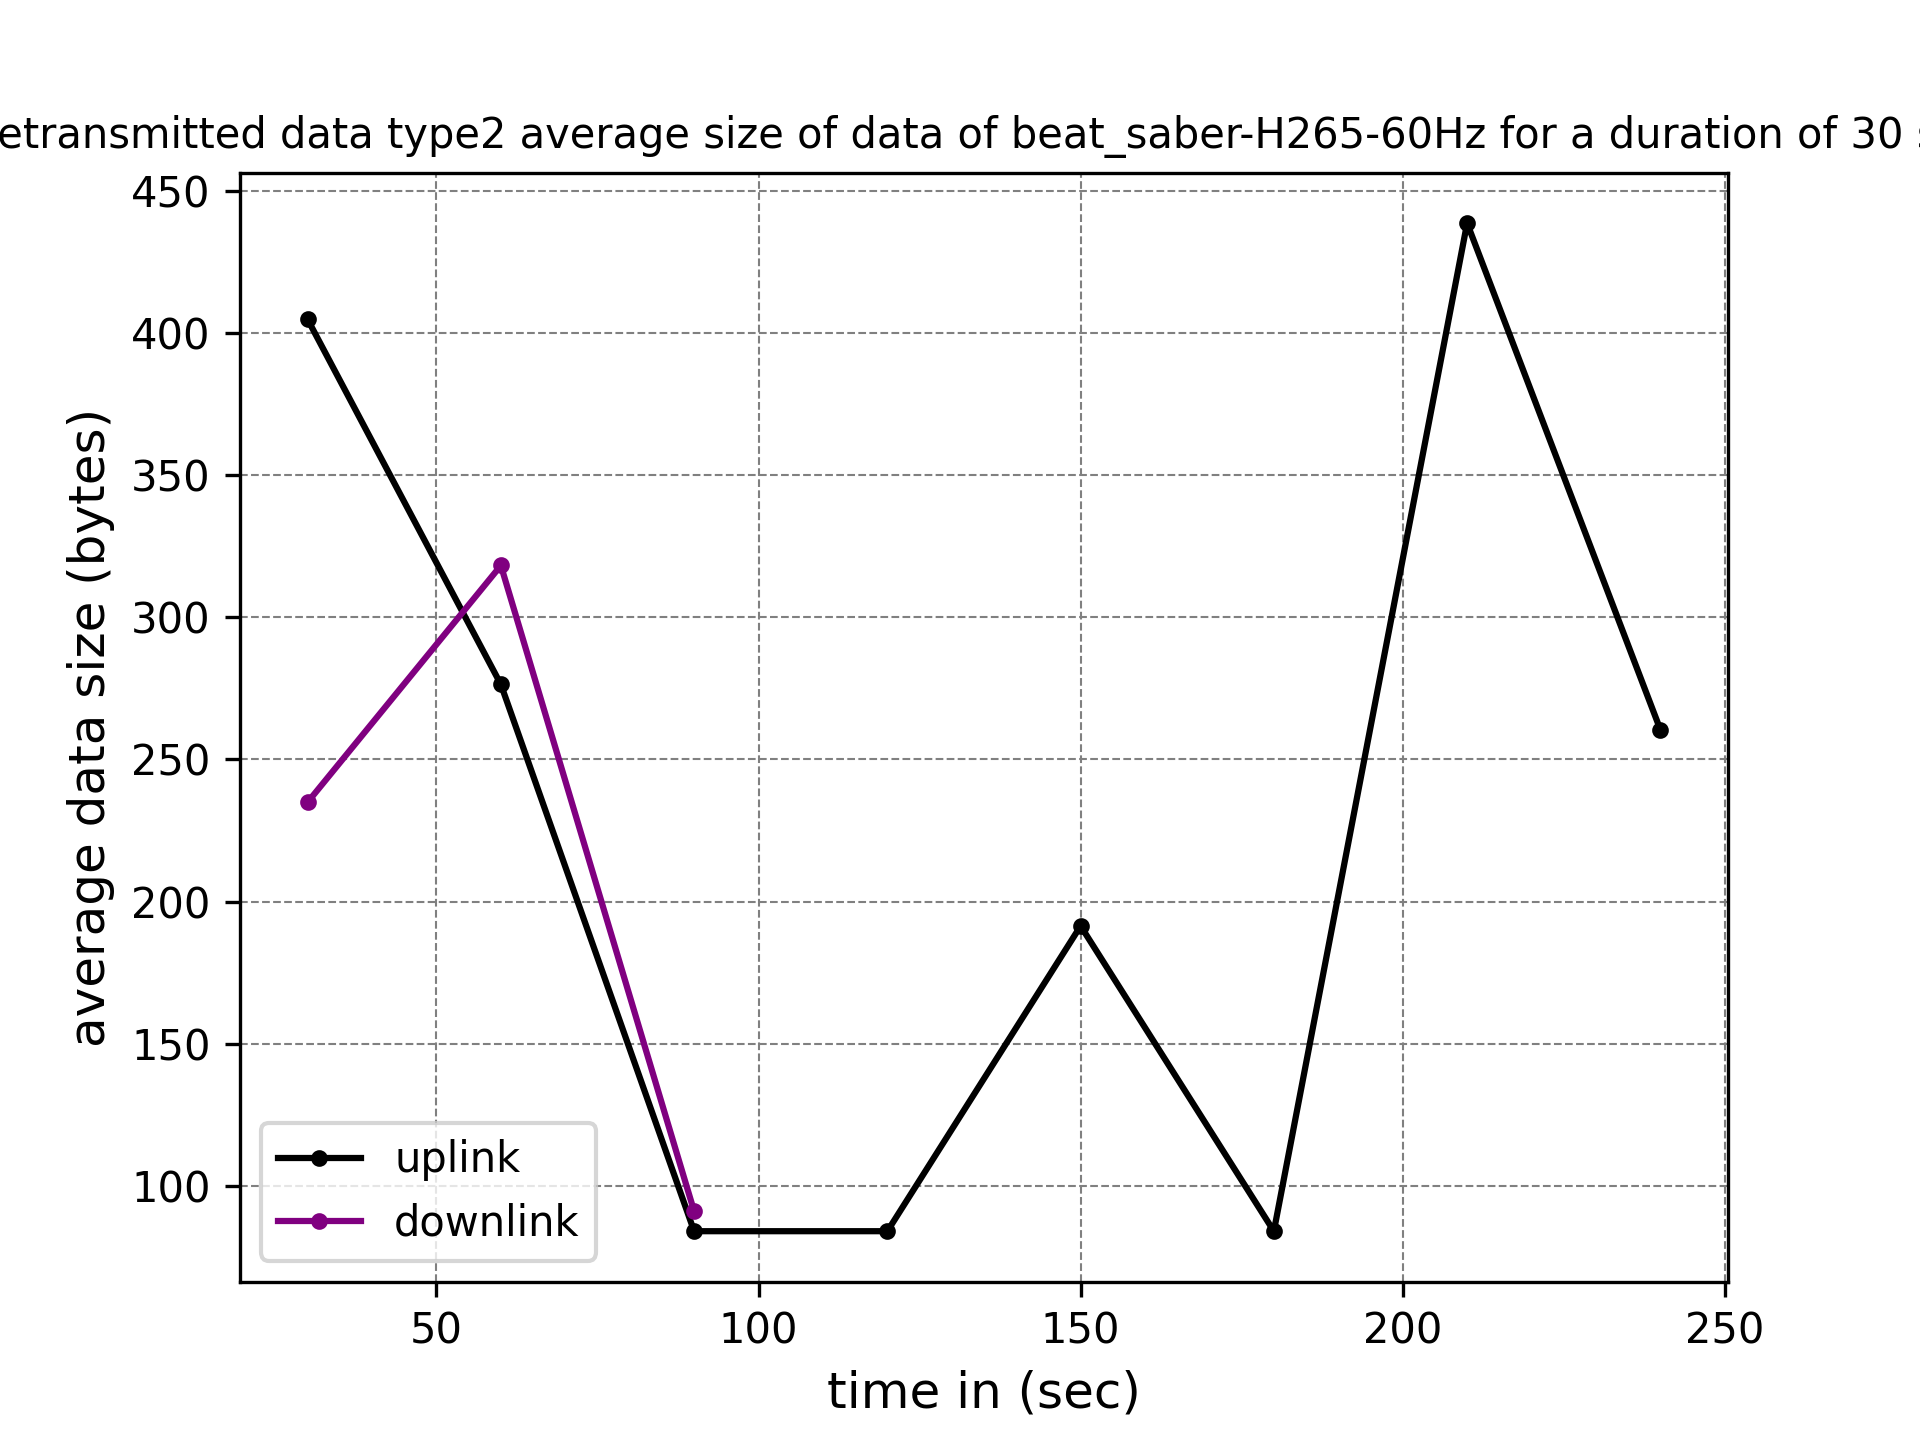 etransmitted data type2 average size of data of beat_saber-H265-60Hz for a duration of 30
450
400
350
300
250
200
150
100
average data size (bytes)
uplink
downlink
50 100 150 200 250
time in (sec)